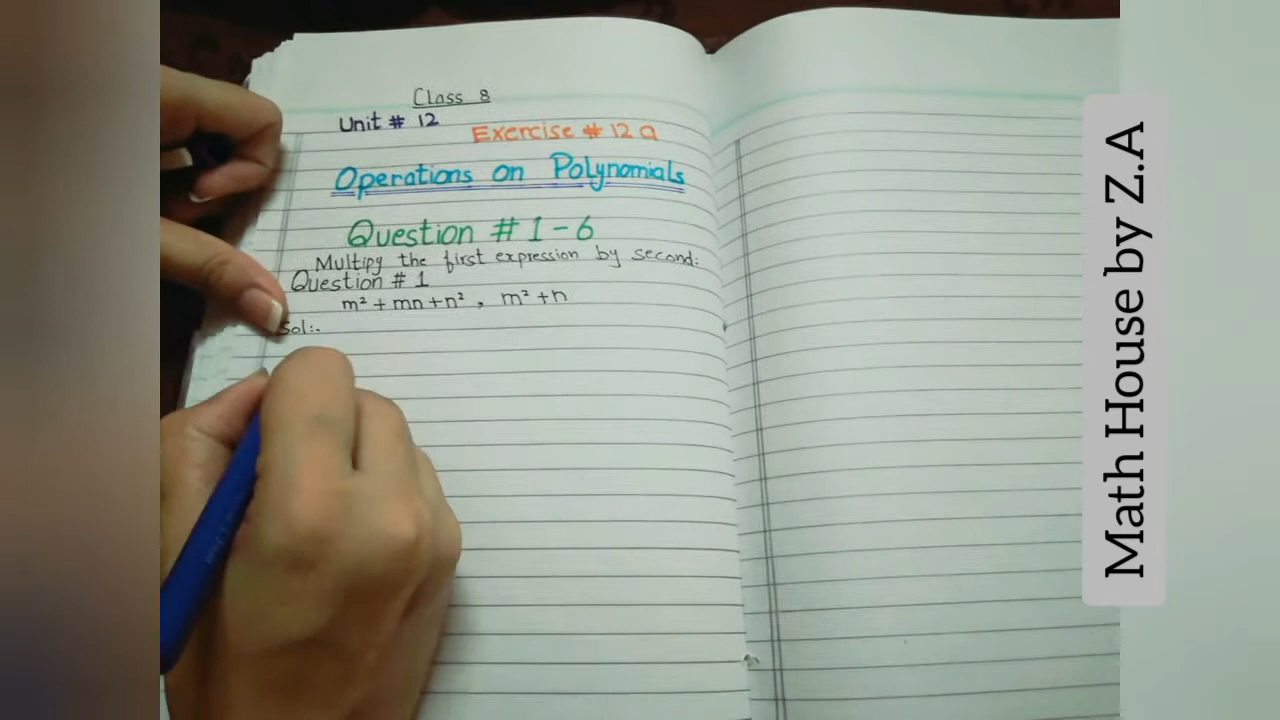 Class 8
Unit # 12
Exercise # 12a
Operations on Polynomials
Question # 1-6
Multipy the first expression by second:
Question # 1
m² + mn + n² , m² + n
Sol:-
Math House by Z.A